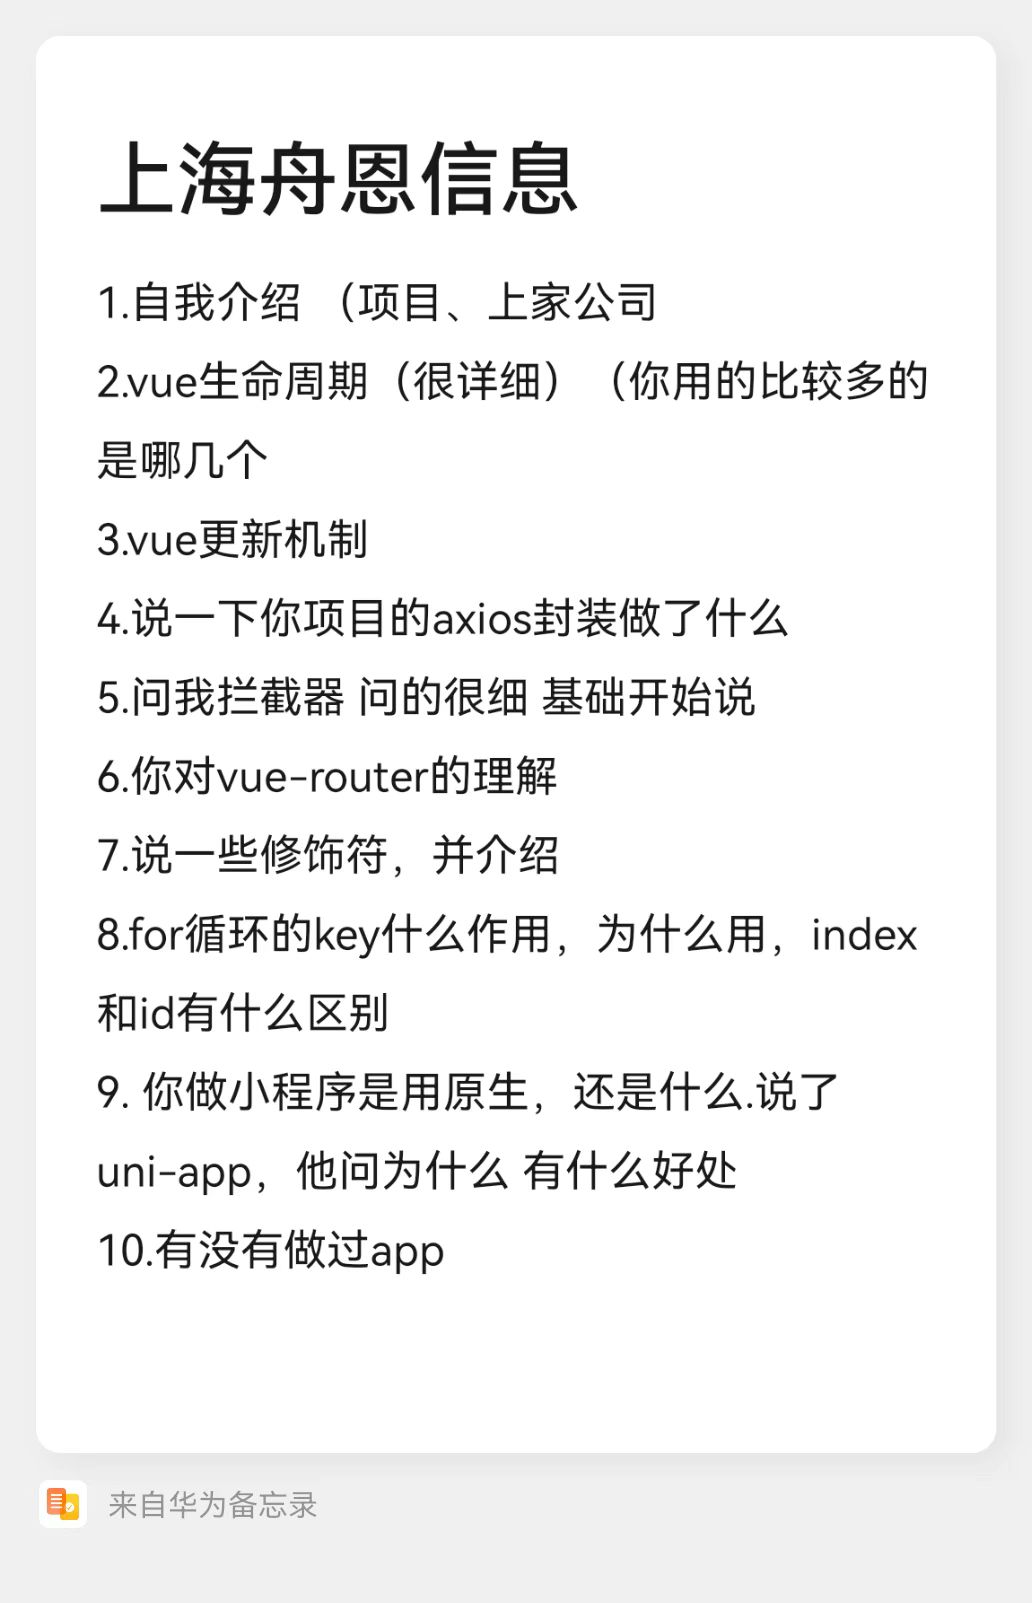 上海舟恩信息
1.自我介绍 （项目、上家公司
2.vue生命周期（很详细）（你用的比较多的
是哪几个
3.vue更新机制
4.说一下你项目的axios封装做了什么
5.问我拦截器 问的很细 基础开始说
6.你对vue-router的理解
7.说一些修饰符，并介绍
8.for循环的key什么作用，为什么用，index
和id有什么区别
9. 你做小程序是用原生，还是什么.说了
uni-app，他问为什么 有什么好处
10.有没有做过app
来自华为备忘录